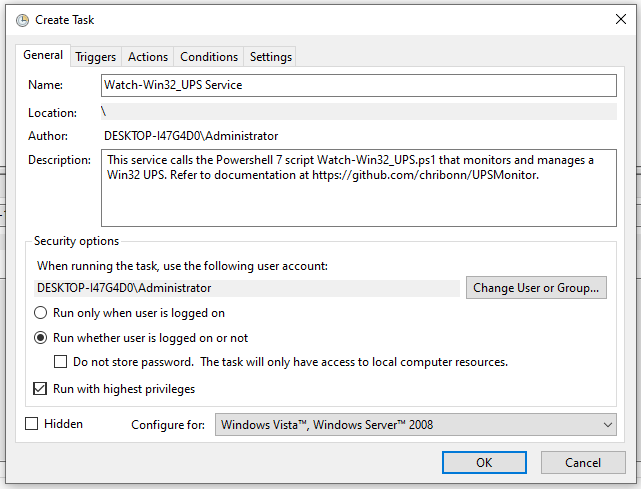 Create Task
General Triggers Actions Conditions Settings
Name: Watch-Win32_UPS Service
Location: \
Author: DESKTOP-I47G4D0\Administrator
Description: This service calls the Powershell 7 script Watch-Win32_UPS.ps1 that monitors and manages a
Win32 UPS. Refer to documentation at https://github.com/chribonn/UPSMonitor.
Security options
When running the task, use the following user account:
DESKTOP-I47G4D0\Administrator Change User or Group...
Run only when user is logged on
Run whether user is logged on or not
Do not store password. The task will only have access to local computer resources.
Run with highest privileges
Hidden Configure for: Windows Vista™, Windows Server™ 2008
OK Cancel